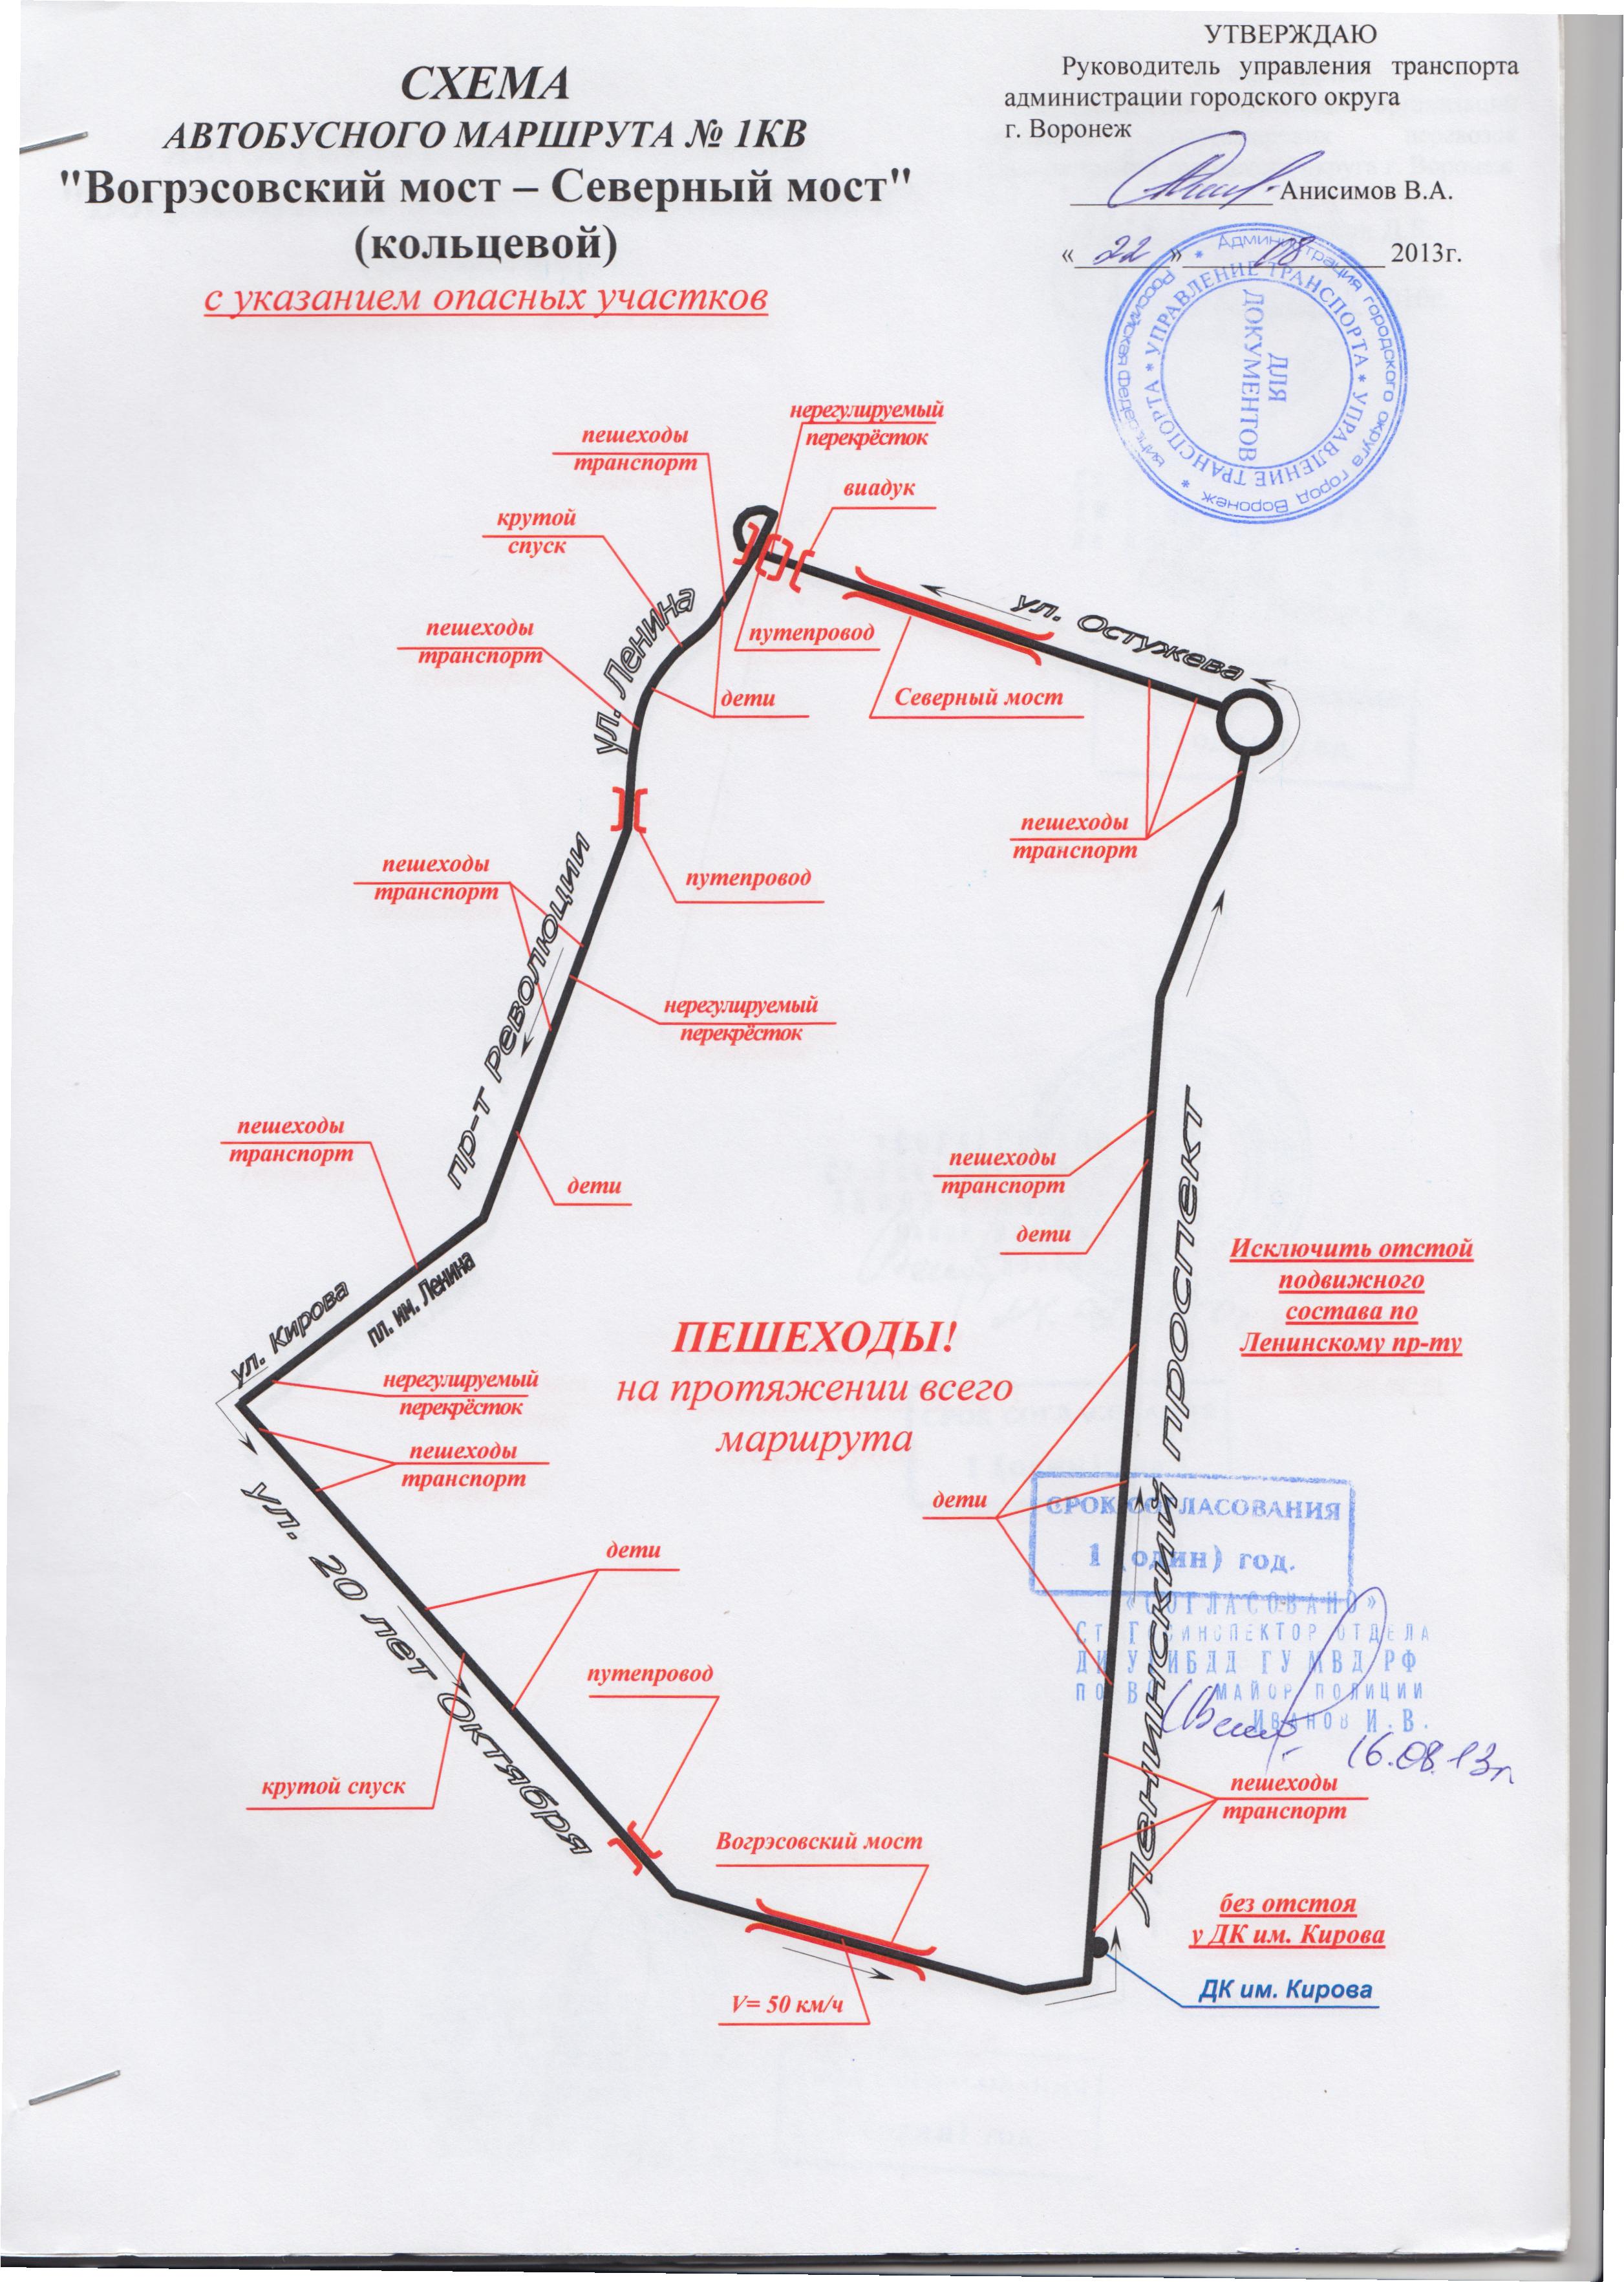 УТВЕРЖДАЮ
Руководитель управления транспорта
администрации городского округа
г. Воронеж
Анисимов В.А.
« 22 » 08 2013г.
Администрация городского округа город Воронеж * Российская Федерация *
УПРАВЛЕНИЕ ТРАНСПОРТА * УПРАВЛЕНИЕ ТРАНСПОРТА *
ДЛЯ
ДОКУМЕНТОВ
СХЕМА
АВТОБУСНОГО МАРШРУТА № 1КВ
"Вогрэсовский мост – Северный мост"
(кольцевой)
с указанием опасных участков
нерегулируемый
перекрёсток
пешеходы
транспорт
виадук
крутой
спуск
ул. Остужева
ул. Ленина
пешеходы
транспорт
путепровод
дети
Северный мост
пешеходы
транспорт
пешеходы
транспорт
путепровод
пр-т Революции
нерегулируемый
перекрёсток
пешеходы
транспорт
дети
пешеходы
транспорт
дети
Ленинский проспект
Исключить отстой
подвижного
состава по
Ленинскому пр-ту
ул. Кирова
пл. им. Ленина
ПЕШЕХОДЫ!
на протяжении всего
маршрута
нерегулируемый
перекрёсток
пешеходы
транспорт
дети
СРОК СОГЛАСОВАНИЯ
1 (один) год.
«СОГЛАСОВАНО»
Ст. Госинспектор отдела
ДИ УГИБДД ГУ МВД РФ
по ВО майор полиции
Иванов И.В.
16.08.13г
ул. 20 лет Октября
дети
путепровод
крутой спуск
пешеходы
транспорт
Вогрэсовский мост
без отстоя
у ДК им. Кирова
ДК им. Кирова
V= 50 км/ч